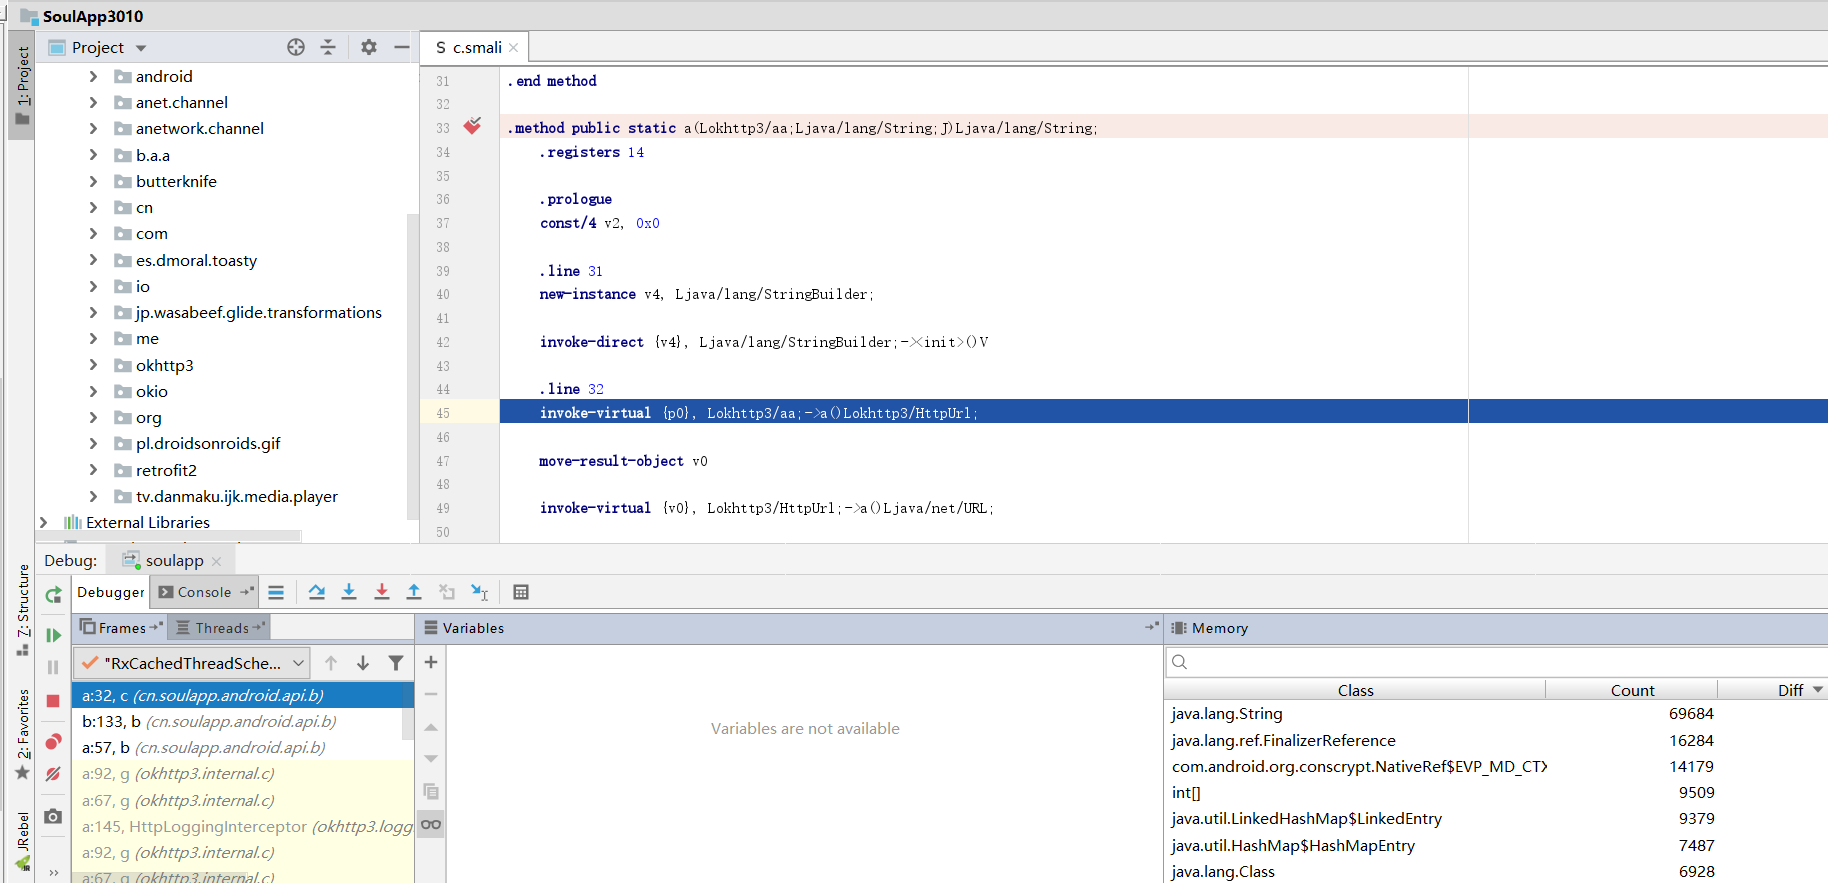 SoulApp3010
1: Project
Project
c.smali
android
anet.channel
anetwork.channel
b.a.a
butterknife
cn
com
es.dmoral.toasty
io
jp.wasabeef.glide.transformations
me
okhttp3
okio
org
pl.droidsonroids.gif
retrofit2
tv.danmaku.ijk.media.player
External Libraries
31 .end method
32
33 .method public static a(Lokhttp3/aa;Ljava/lang/String;J)Ljava/lang/String;
34 .registers 14
35
36 .prologue
37 const/4 v2, 0x0
38
39 .line 31
40 new-instance v4, Ljava/lang/StringBuilder;
41
42 invoke-direct {v4}, Ljava/lang/StringBuilder;-><init>()V
43
44 .line 32
45 invoke-virtual {p0}, Lokhttp3/aa;->a()Lokhttp3/HttpUrl;
46
47 move-result-object v0
48
49 invoke-virtual {v0}, Lokhttp3/HttpUrl;->a()Ljava/net/URL;
50
Debug: soulapp
Debugger Console
Frames Threads
"RxCachedThreadSche...
a:32, c (cn.soulapp.android.api.b)
b:133, b (cn.soulapp.android.api.b)
a:57, b (cn.soulapp.android.api.b)
a:92, g (okhttp3.internal.c)
a:67, g (okhttp3.internal.c)
a:145, HttpLoggingInterceptor (okhttp3.logg
a:92, g (okhttp3.internal.c)
a:67, g (okhttp3.internal.c)
Variables
Variables are not available
Memory
Class Count Diff
java.lang.String 69684
java.lang.ref.FinalizerReference 16284
com.android.org.conscrypt.NativeRef$EVP_MD_CTX 14179
int[] 9509
java.util.LinkedHashMap$LinkedEntry 9379
java.util.HashMap$HashMapEntry 7487
java.lang.Class 6928
Z: Structure
2: Favorites
JRebel